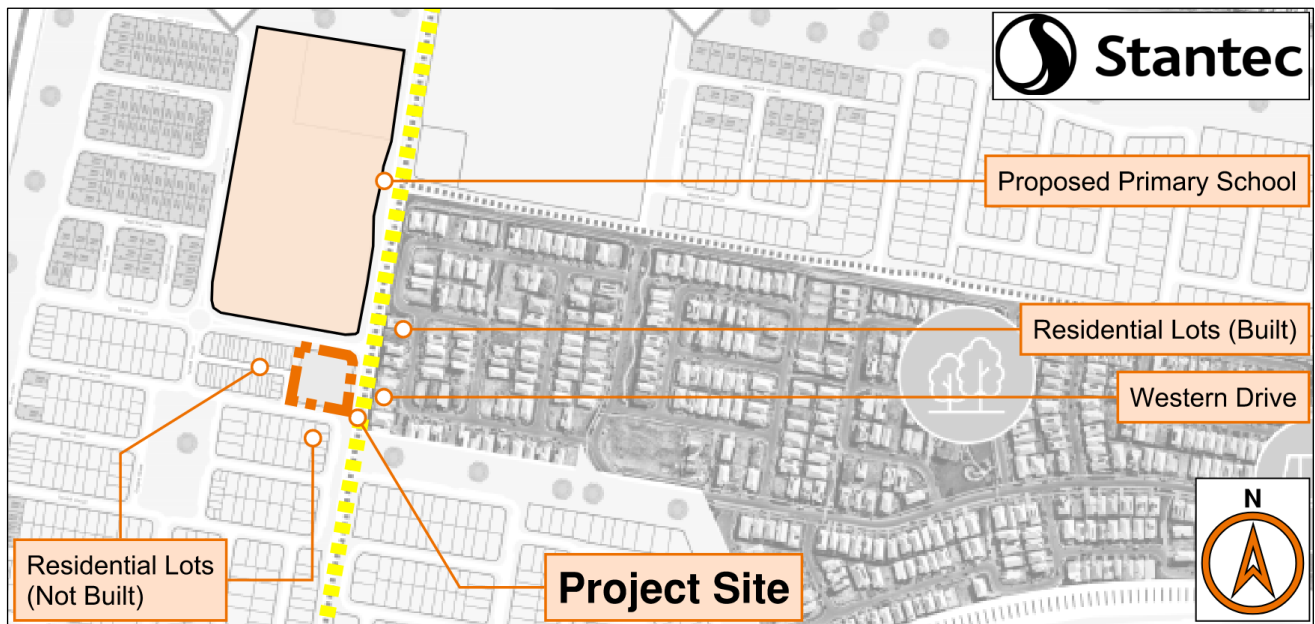 Stantec
Proposed Primary School
Residential Lots (Built)
Western Drive
N
Residential Lots
(Not Built)
Project Site